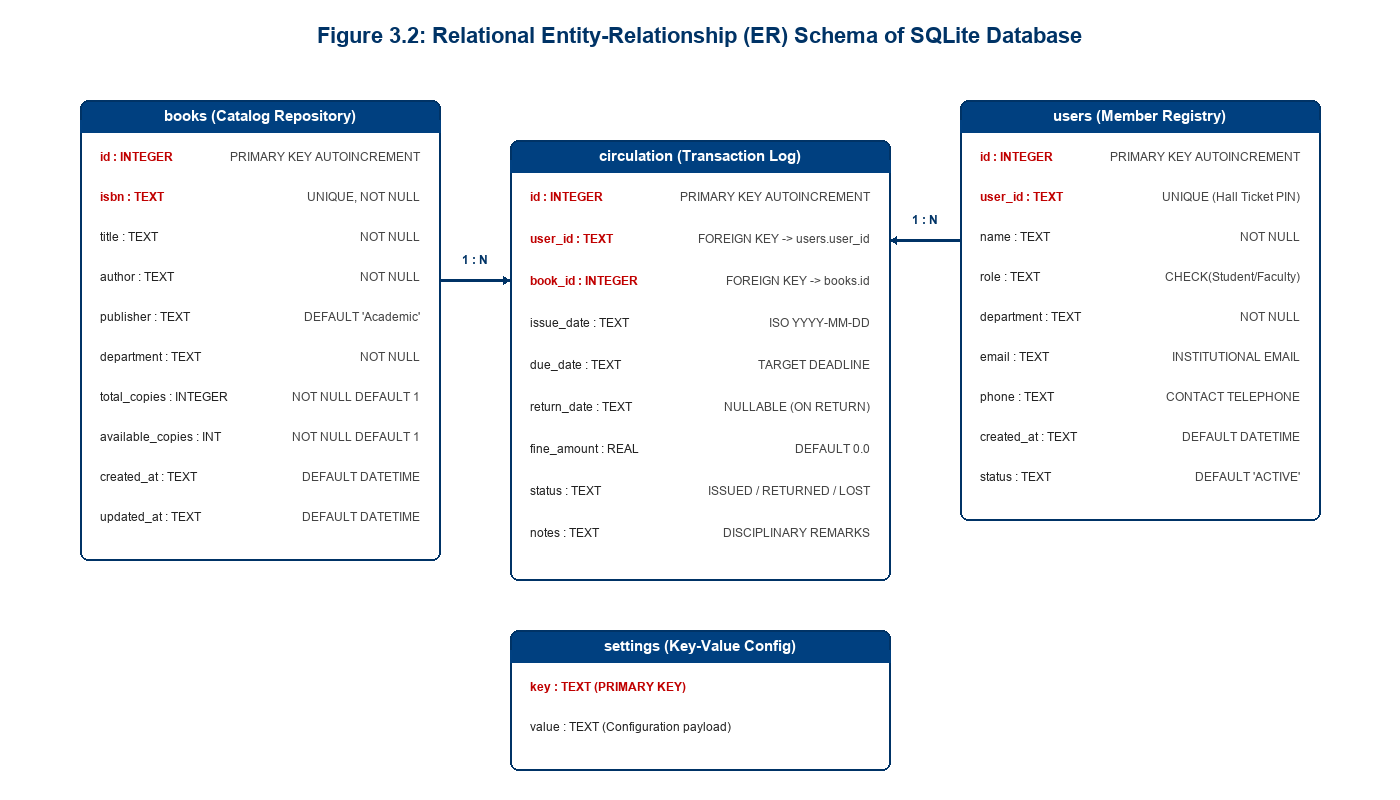 Figure 3.2: Relational Entity-Relationship (ER) Schema of SQLite Database
books (Catalog Repository)
id : INTEGER PRIMARY KEY AUTOINCREMENT
isbn : TEXT UNIQUE, NOT NULL
title : TEXT NOT NULL
author : TEXT NOT NULL
publisher : TEXT DEFAULT 'Academic'
department : TEXT NOT NULL
total_copies : INTEGER NOT NULL DEFAULT 1
available_copies : INT NOT NULL DEFAULT 1
created_at : TEXT DEFAULT DATETIME
updated_at : TEXT DEFAULT DATETIME
1 : N
circulation (Transaction Log)
id : INTEGER PRIMARY KEY AUTOINCREMENT
user_id : TEXT FOREIGN KEY -> users.user_id
book_id : INTEGER FOREIGN KEY -> books.id
issue_date : TEXT ISO YYYY-MM-DD
due_date : TEXT TARGET DEADLINE
return_date : TEXT NULLABLE (ON RETURN)
fine_amount : REAL DEFAULT 0.0
status : TEXT ISSUED / RETURNED / LOST
notes : TEXT DISCIPLINARY REMARKS
1 : N
users (Member Registry)
id : INTEGER PRIMARY KEY AUTOINCREMENT
user_id : TEXT UNIQUE (Hall Ticket PIN)
name : TEXT NOT NULL
role : TEXT CHECK(Student/Faculty)
department : TEXT NOT NULL
email : TEXT INSTITUTIONAL EMAIL
phone : TEXT CONTACT TELEPHONE
created_at : TEXT DEFAULT DATETIME
status : TEXT DEFAULT 'ACTIVE'
settings (Key-Value Config)
key : TEXT (PRIMARY KEY)
value : TEXT (Configuration payload)